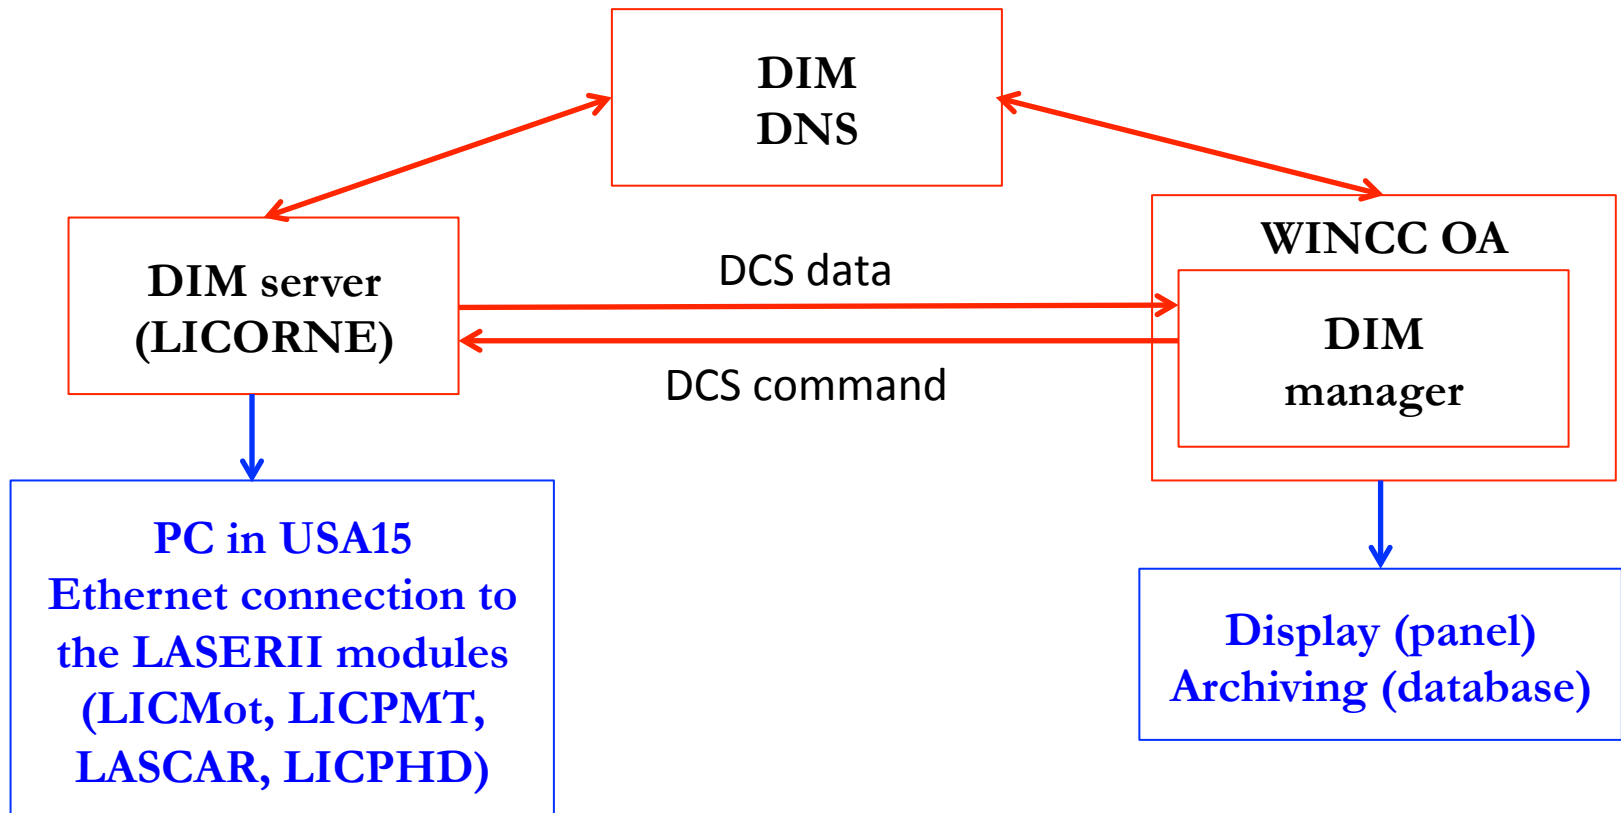 DIM
DNS
DIM server
(LICORNE)
DCS data
DCS command
WINCC OA
DIM
manager
PC in USA15
Ethernet connection to
the LASERII modules
(LICMot, LICPMT,
LASCAR, LICPHD)
Display (panel)
Archiving (database)